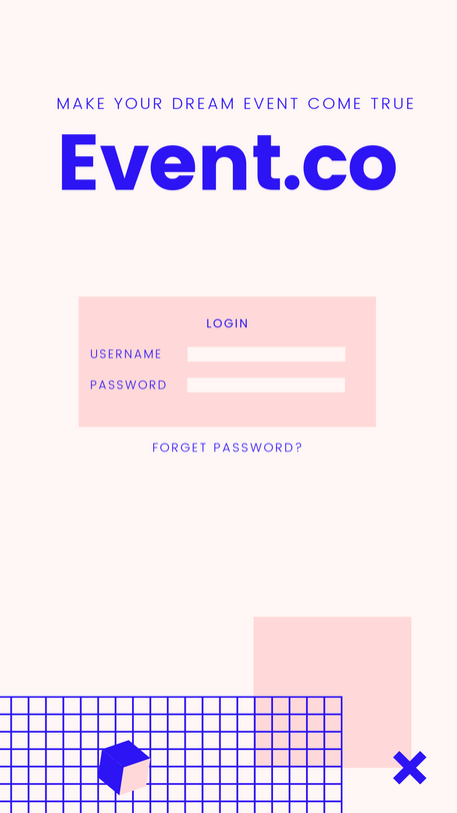 MAKE YOUR DREAM EVENT COME TRUE
Event.co
LOGIN
USERNAME
PASSWORD
FORGET PASSWORD?